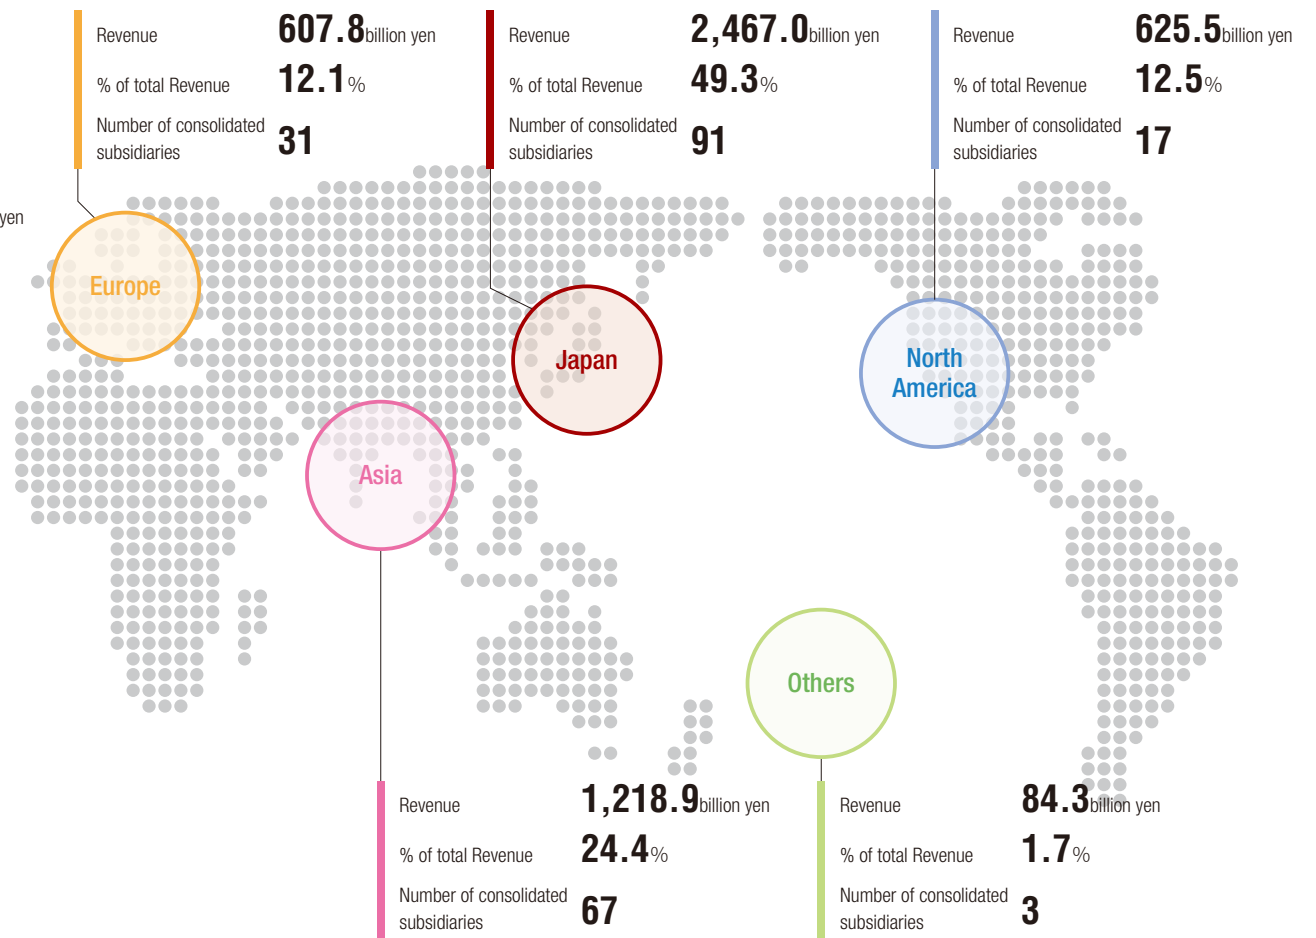 Revenue 607.8billion yen
% of total Revenue 12.1%
Number of consolidated
subsidiaries 31
Revenue 2,467.0billion yen
% of total Revenue 49.3%
Number of consolidated
subsidiaries 91
Revenue 625.5billion yen
% of total Revenue 12.5%
Number of consolidated
subsidiaries 17
yen
Europe
Japan
North
America
Asia
Others
Revenue 1,218.9billion yen
% of total Revenue 24.4%
Number of consolidated
subsidiaries 67
Revenue 84.3billion yen
% of total Revenue 1.7%
Number of consolidated
subsidiaries 3